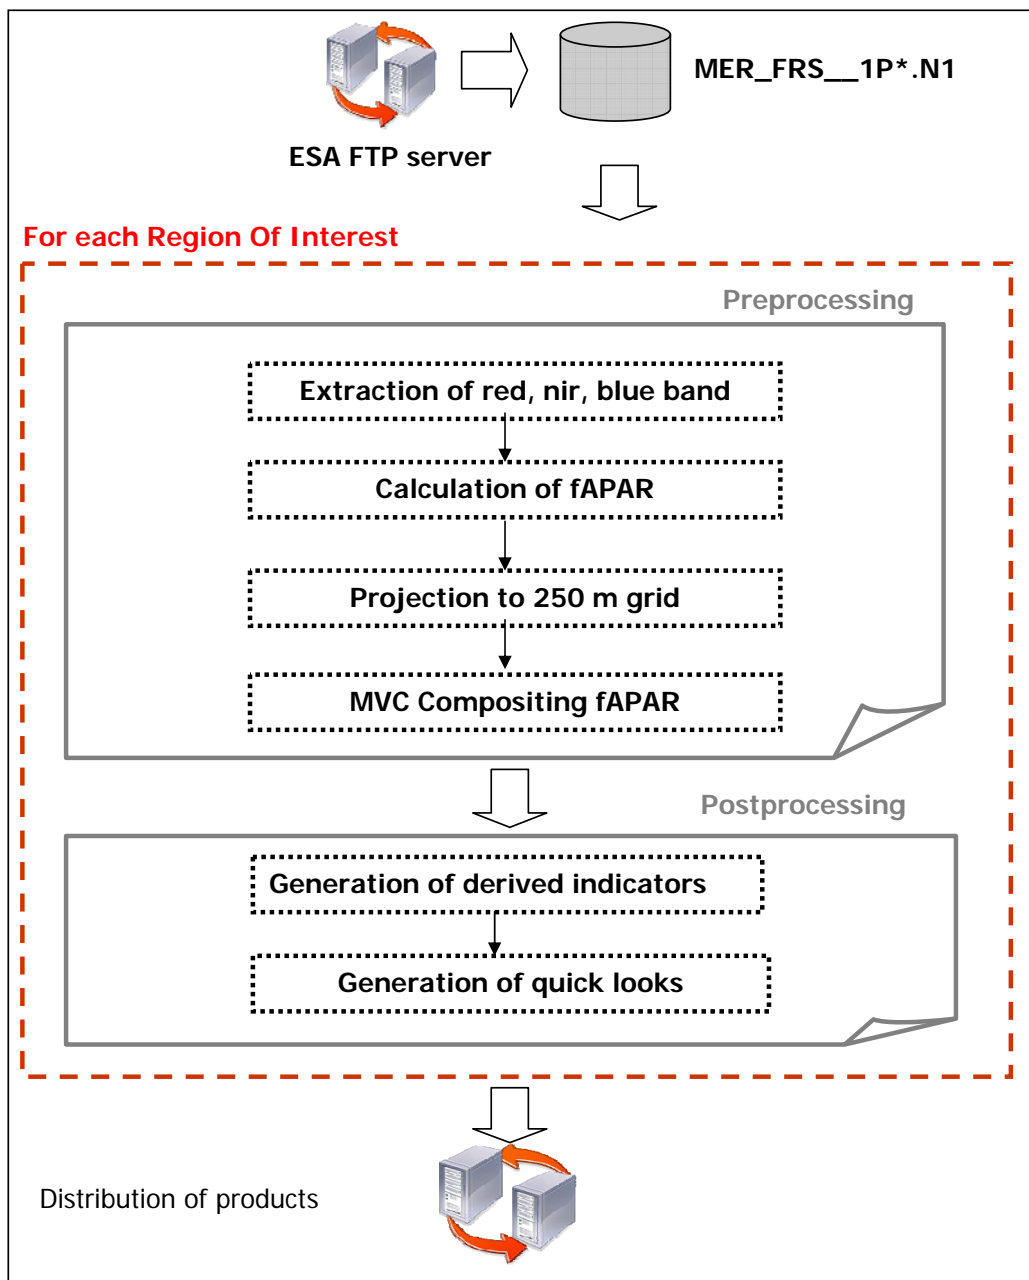 MER_FRS__1P*.N1
ESA FTP server
For each Region Of Interest
Preprocessing
Extraction of red, nir, blue band
Calculation of fAPAR
Projection to 250 m grid
MVC Compositing fAPAR
Postprocessing
Generation of derived indicators
Generation of quick looks
Distribution of products